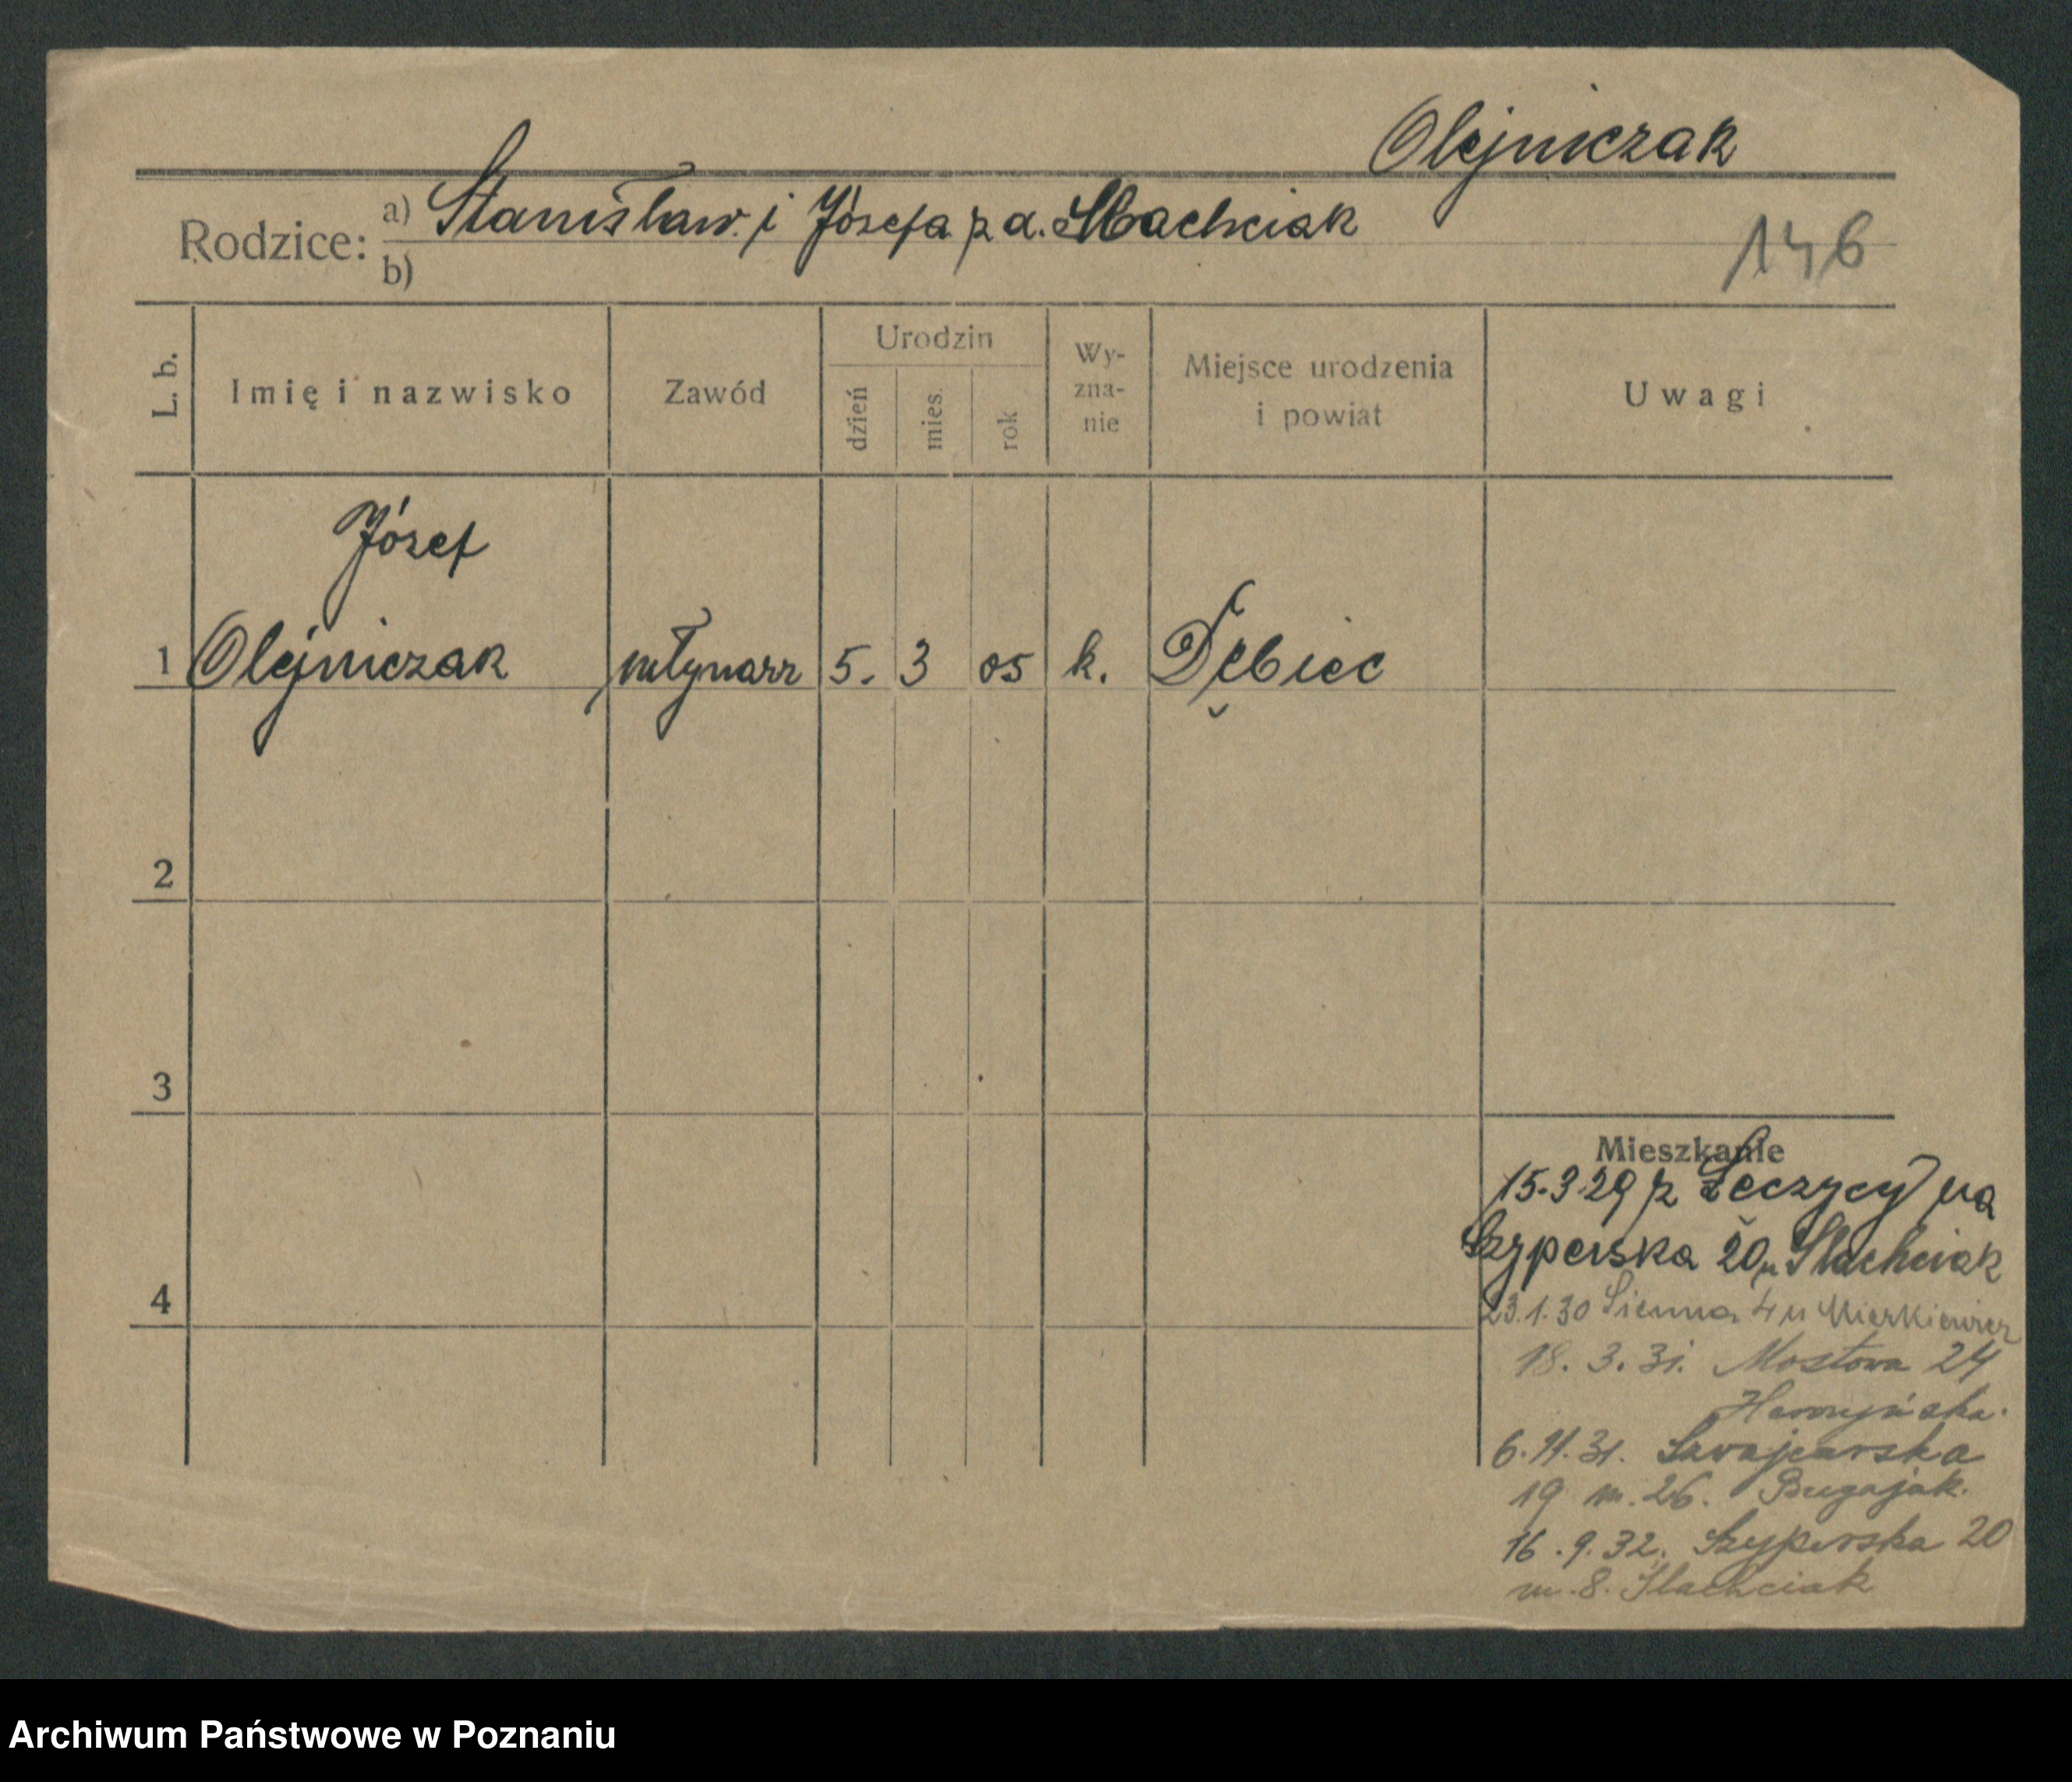 Olejniczak
Rodzice: a) Stanisław i Józefa z d. Stachciak
b)
146
L. b. Imię i nazwisko Zawód Urodzin dzień mies. rok Wy-zna-nie Miejsce urodzenia i powiat Uwagi
Józef
1 Olejniczak młynarz 5. 3 05 k. Dębiec
2
3
4
Mieszkanie
15.3.29 z Łęczycy na
Szyperska 20 u Stachciak
23.1.30 Sienna 4 u
18. 3. 31. Mostowa 24
6. 11. 31. Szwajcarska
19 m. 26. Bugajak.
16. 9. 32. Szyperska 20
m. 8. Stachciak
Archiwum Państwowe w Poznaniu